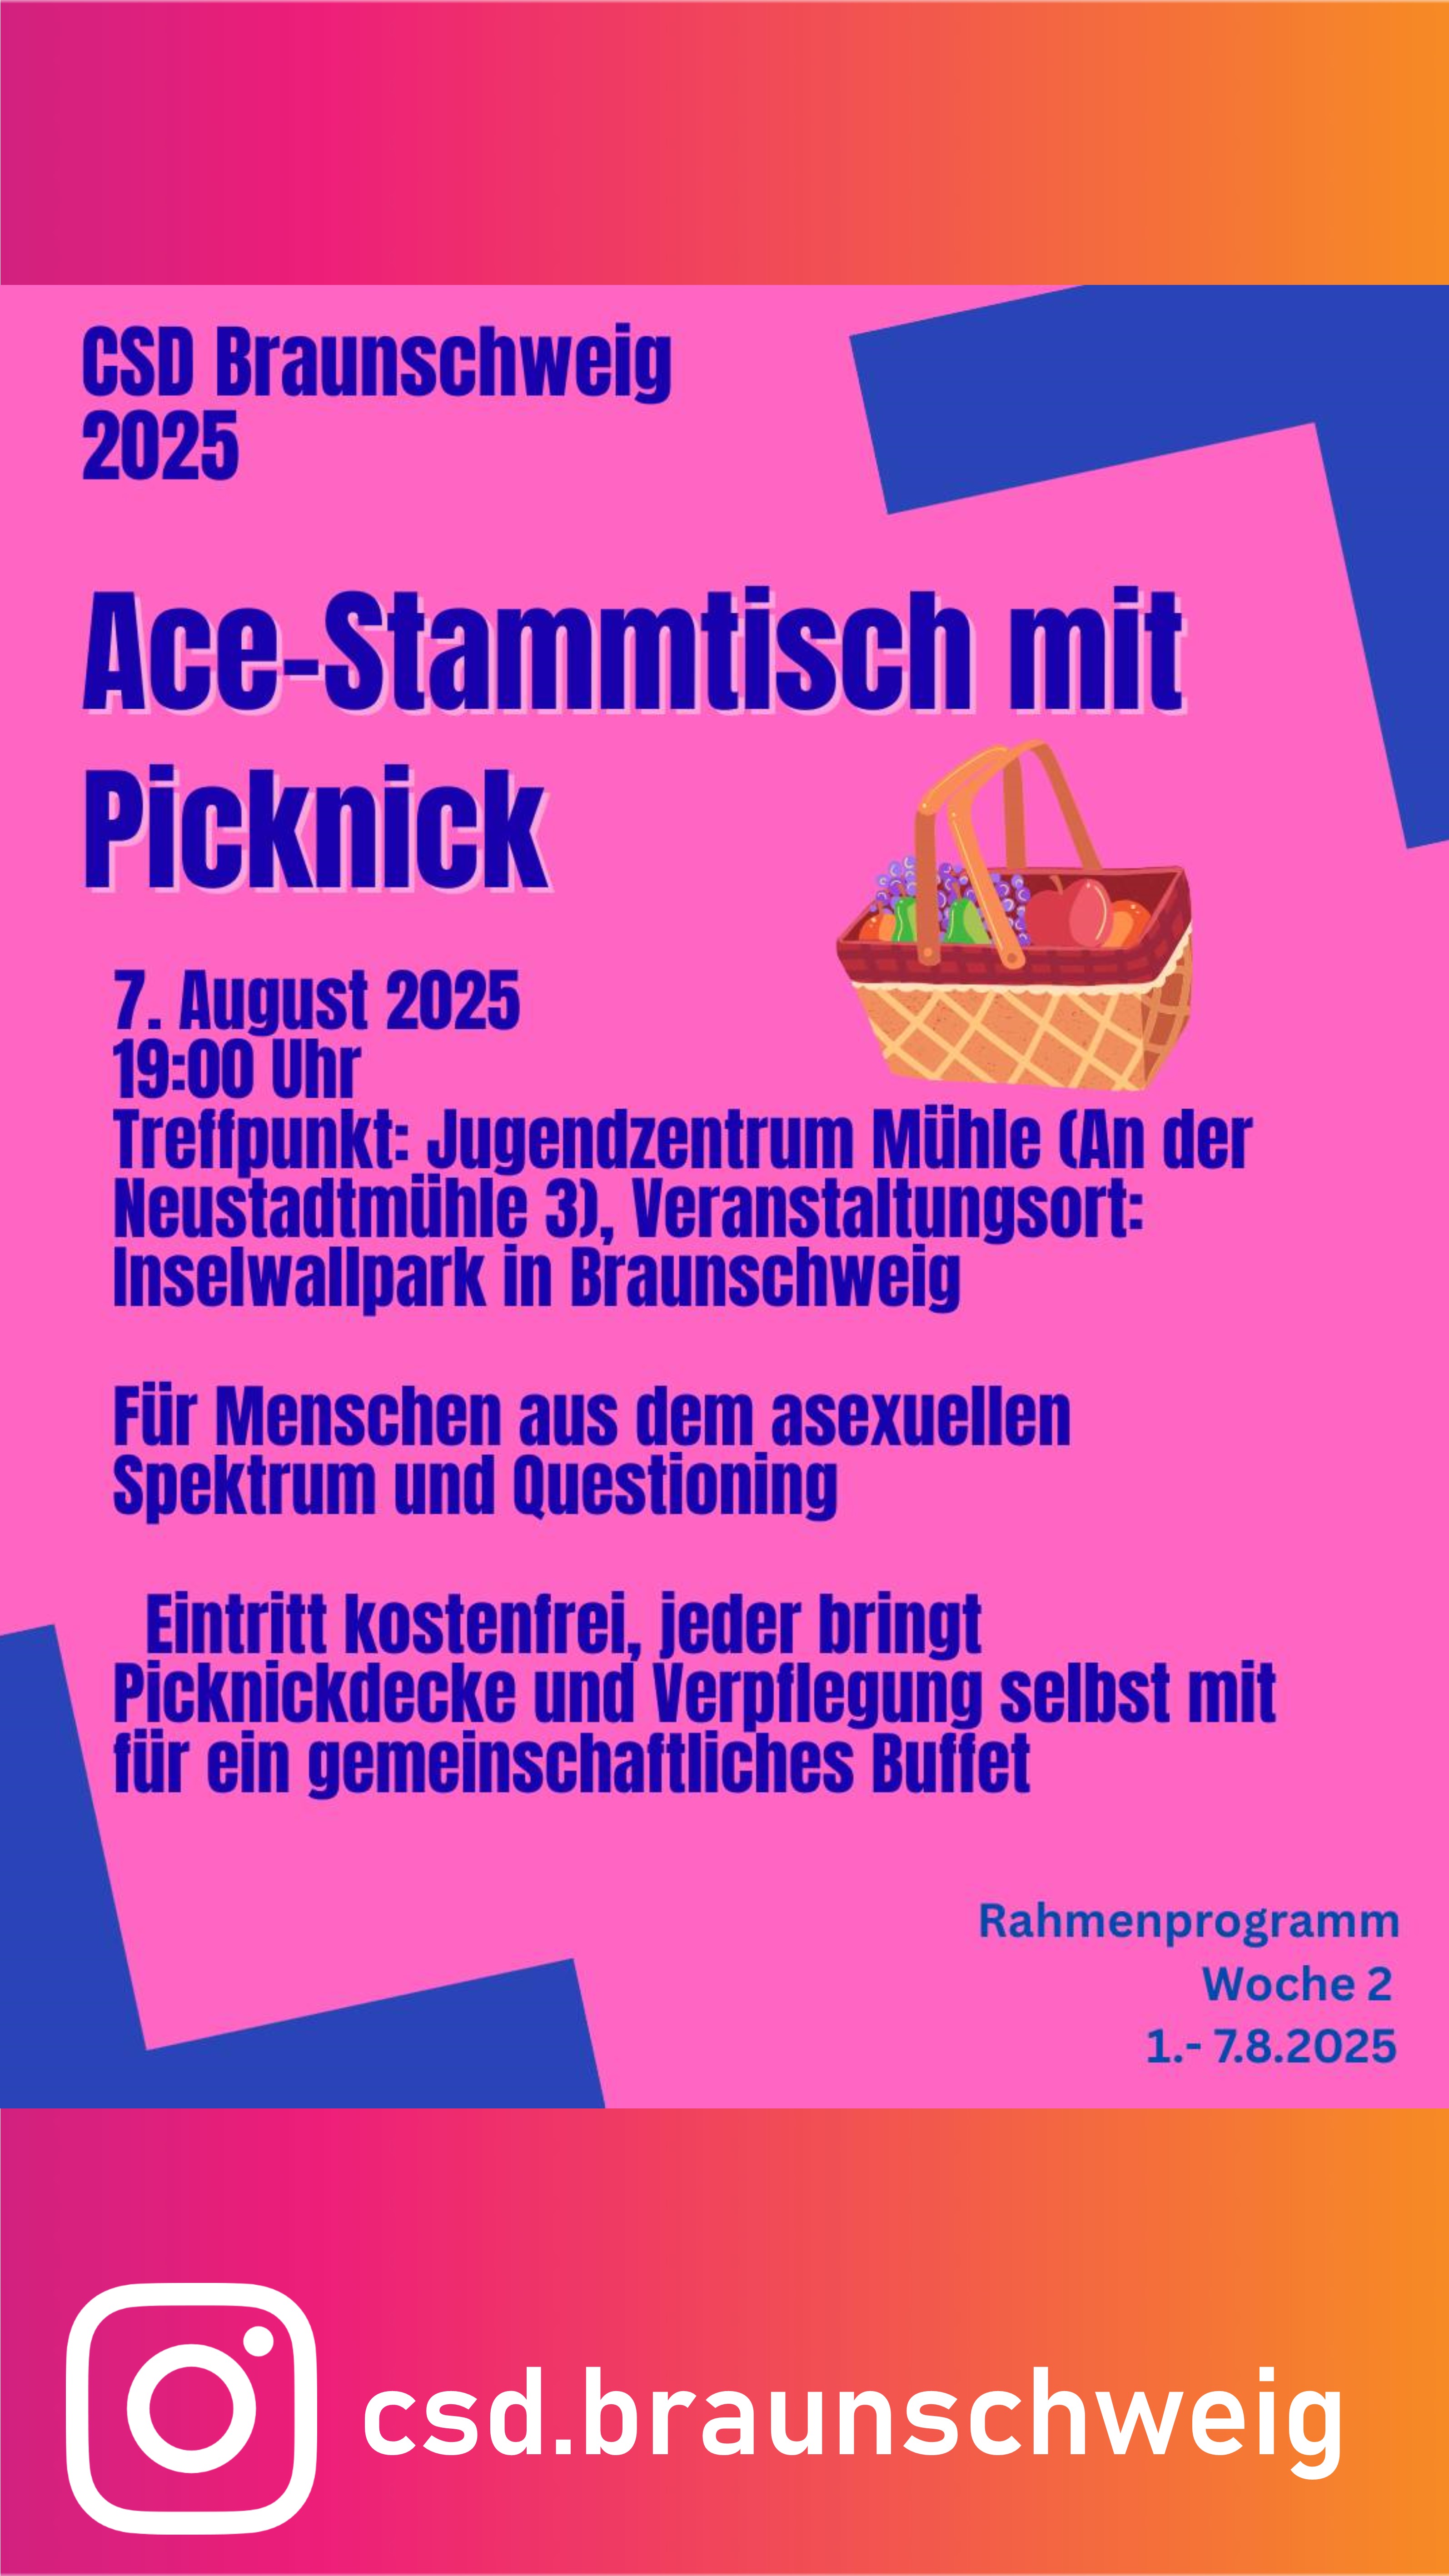 CSD Braunschweig
2025
Ace-Stammtisch mit
Picknick
7. August 2025
19:00 Uhr
Treffpunkt: Jugendzentrum Mühle (An der
Neustadtmühle 3), Veranstaltungsort:
Inselwallpark in Braunschweig
Für Menschen aus dem asexuellen
Spektrum und Questioning
Eintritt kostenfrei, jeder bringt
Picknickdecke und Verpflegung selbst mit
für ein gemeinschaftliches Buffet
Rahmenprogramm
Woche 2
1.- 7.8.2025
csd.braunschweig